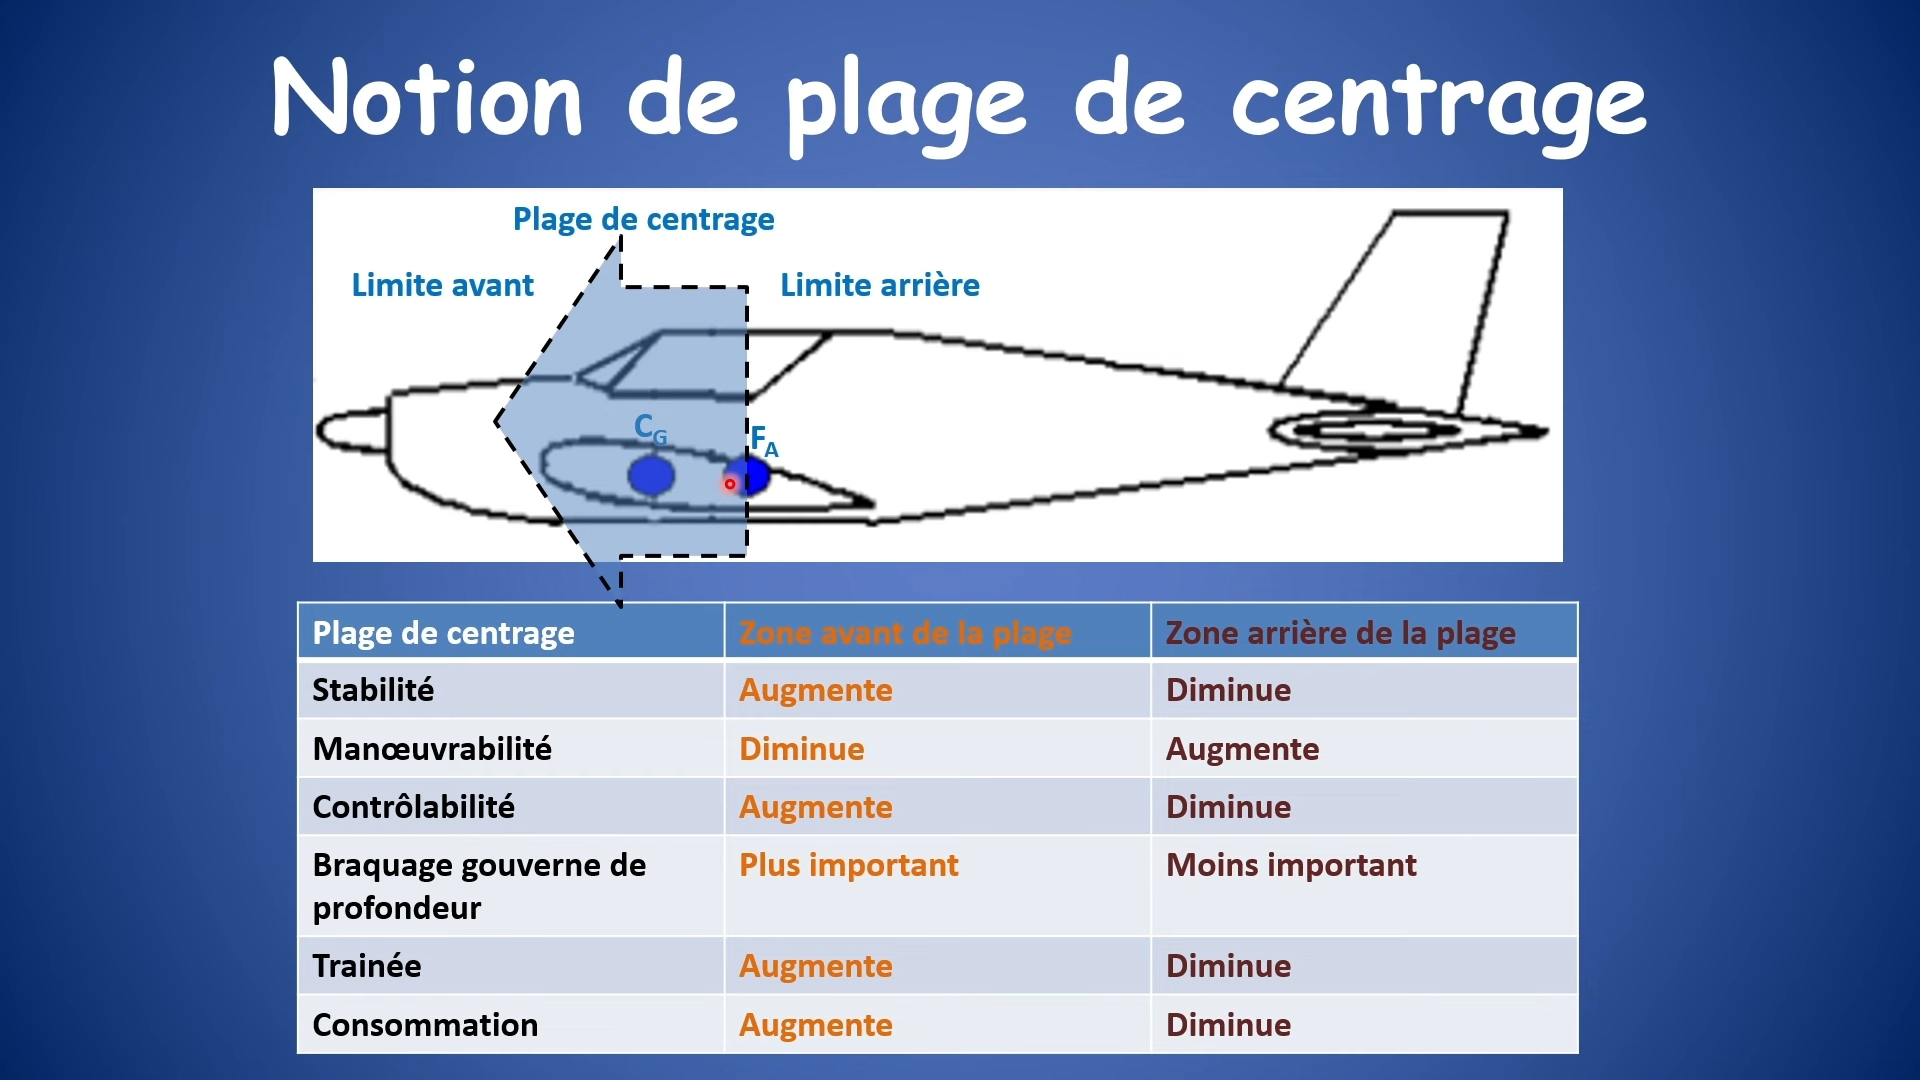 Notion de plage de centrage
Plage de centrage
Limite avant
Limite arrière
CG
FA
Plage de centrage
Zone avant de la plage
Zone arrière de la plage
Stabilité
Augmente
Diminue
Manœuvrabilité
Diminue
Augmente
Contrôlabilité
Augmente
Diminue
Braquage gouverne de
profondeur
Plus important
Moins important
Trainée
Augmente
Diminue
Consommation
Augmente
Diminue